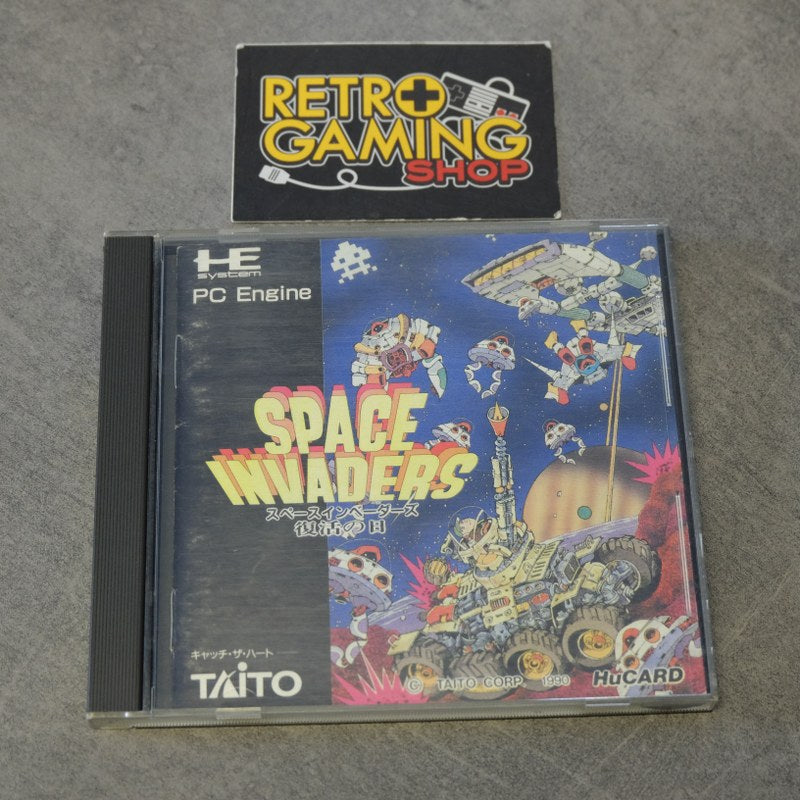 RETRO
GAMING
SHOP
HE
system
PC Engine
SPACE
INVADERS
スペースインベーダーズ
復活の日
キャッチ・ザ・ハート
TAITO
© TAITO CORP. 1990
HuCARD